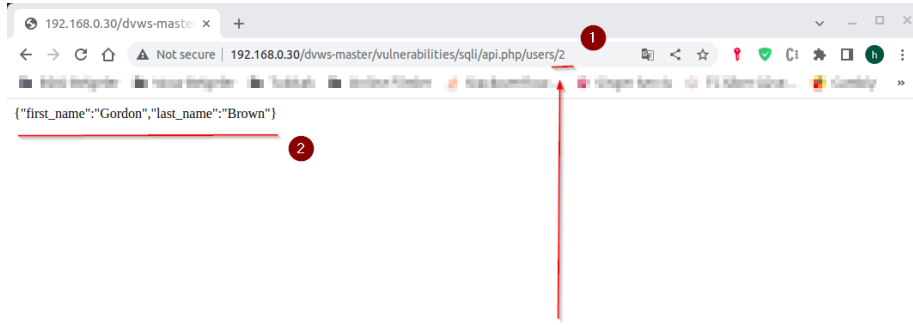 192.168.0.30/dvws-maste
1
Not secure | 192.168.0.30/dvws-master/vulnerabilities/sqli/api.php/users/2
h
{"first_name":"Gordon","last_name":"Brown"}
2